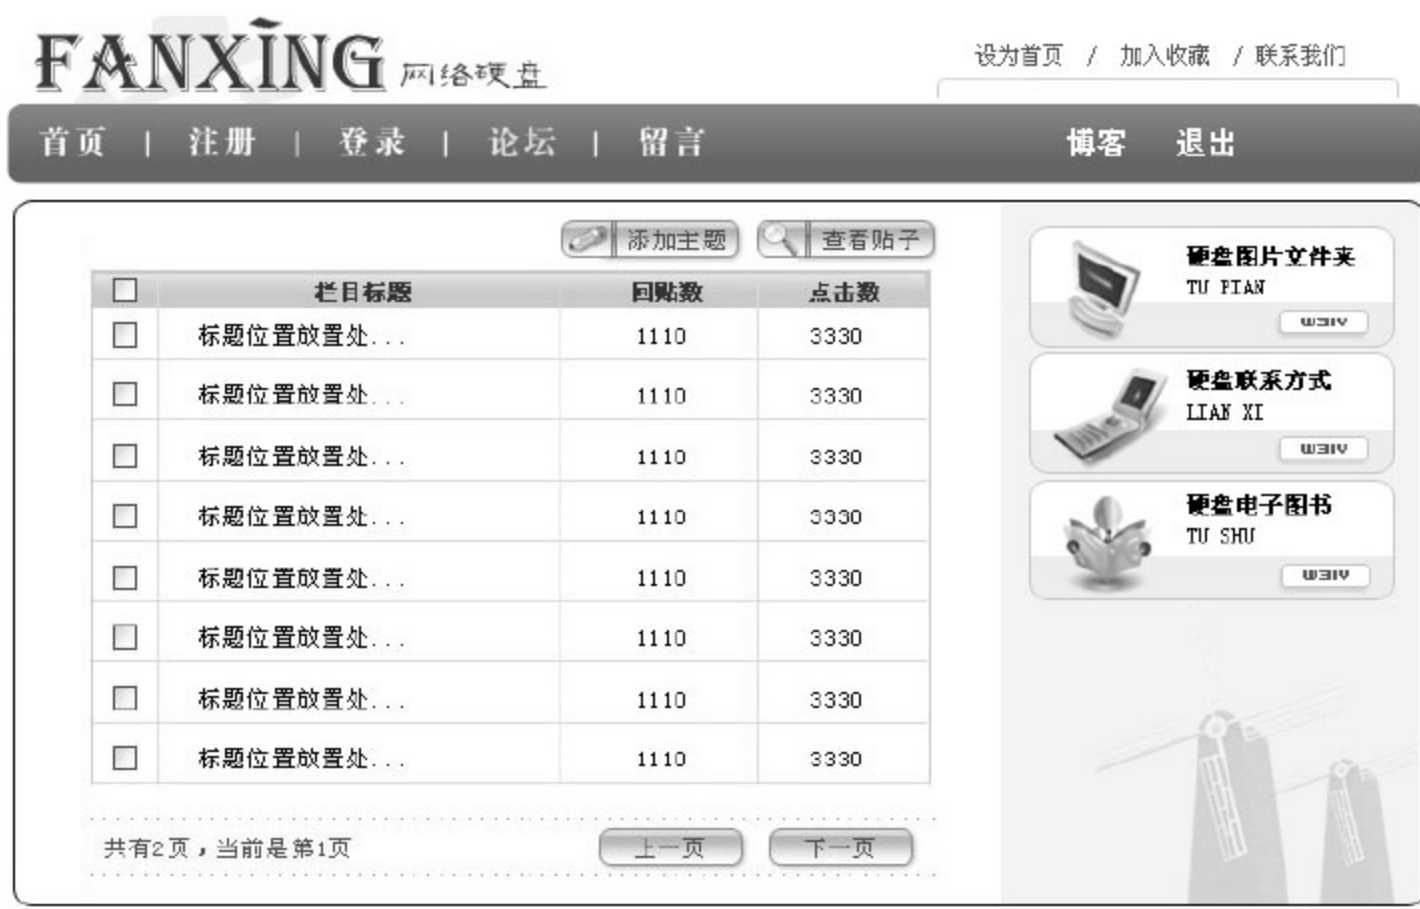 FANXING 网络硬盘
设为首页 / 加入收藏 / 联系我们
首页 | 注册 | 登录 | 论坛 | 留言 博客 退出
添加主题 查看贴子
栏目标题 回贴数 点击数
标题位置放置处... 1110 3330
标题位置放置处... 1110 3330
标题位置放置处... 1110 3330
标题位置放置处... 1110 3330
标题位置放置处... 1110 3330
标题位置放置处... 1110 3330
标题位置放置处... 1110 3330
标题位置放置处... 1110 3330
共有2页，当前是第1页 上一页 下一页
硬盘图片文件夹
TU PIAN
VIEW
硬盘联系方式
LIAN XI
VIEW
硬盘电子图书
TU SHU
VIEW